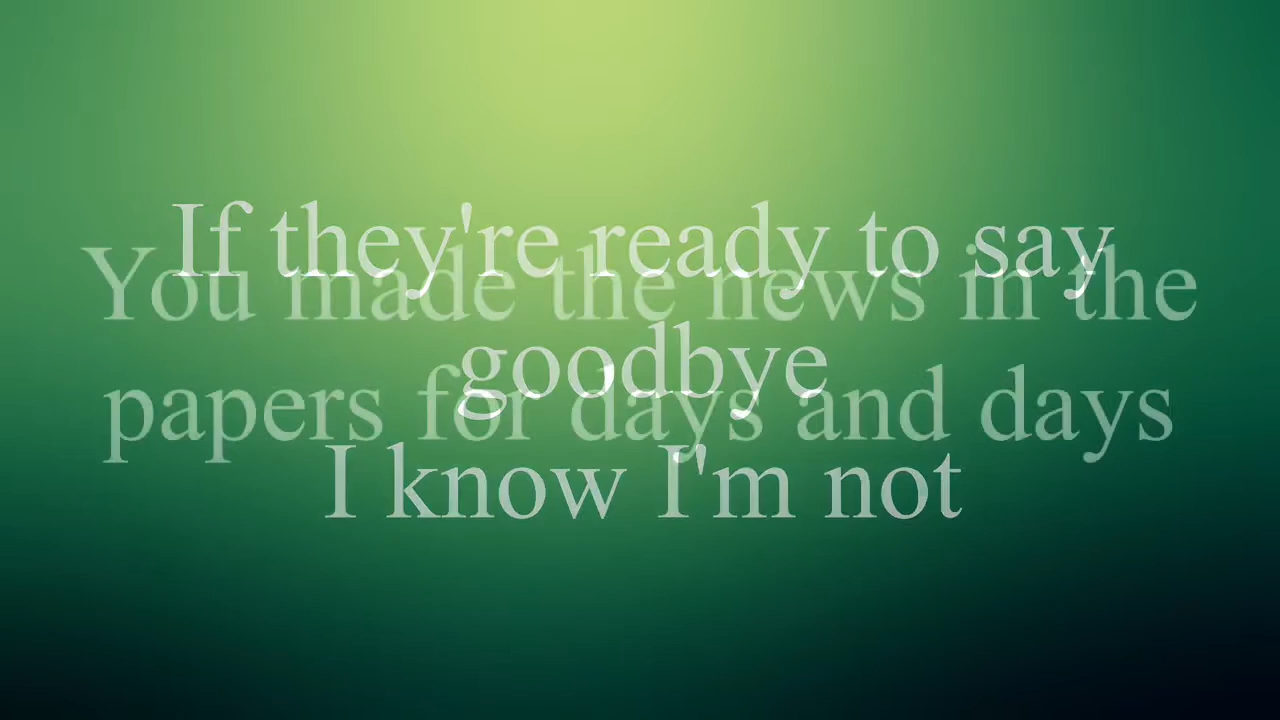 If they're ready to say
goodbye
I know I'm not
You made the news in the
papers for days and days